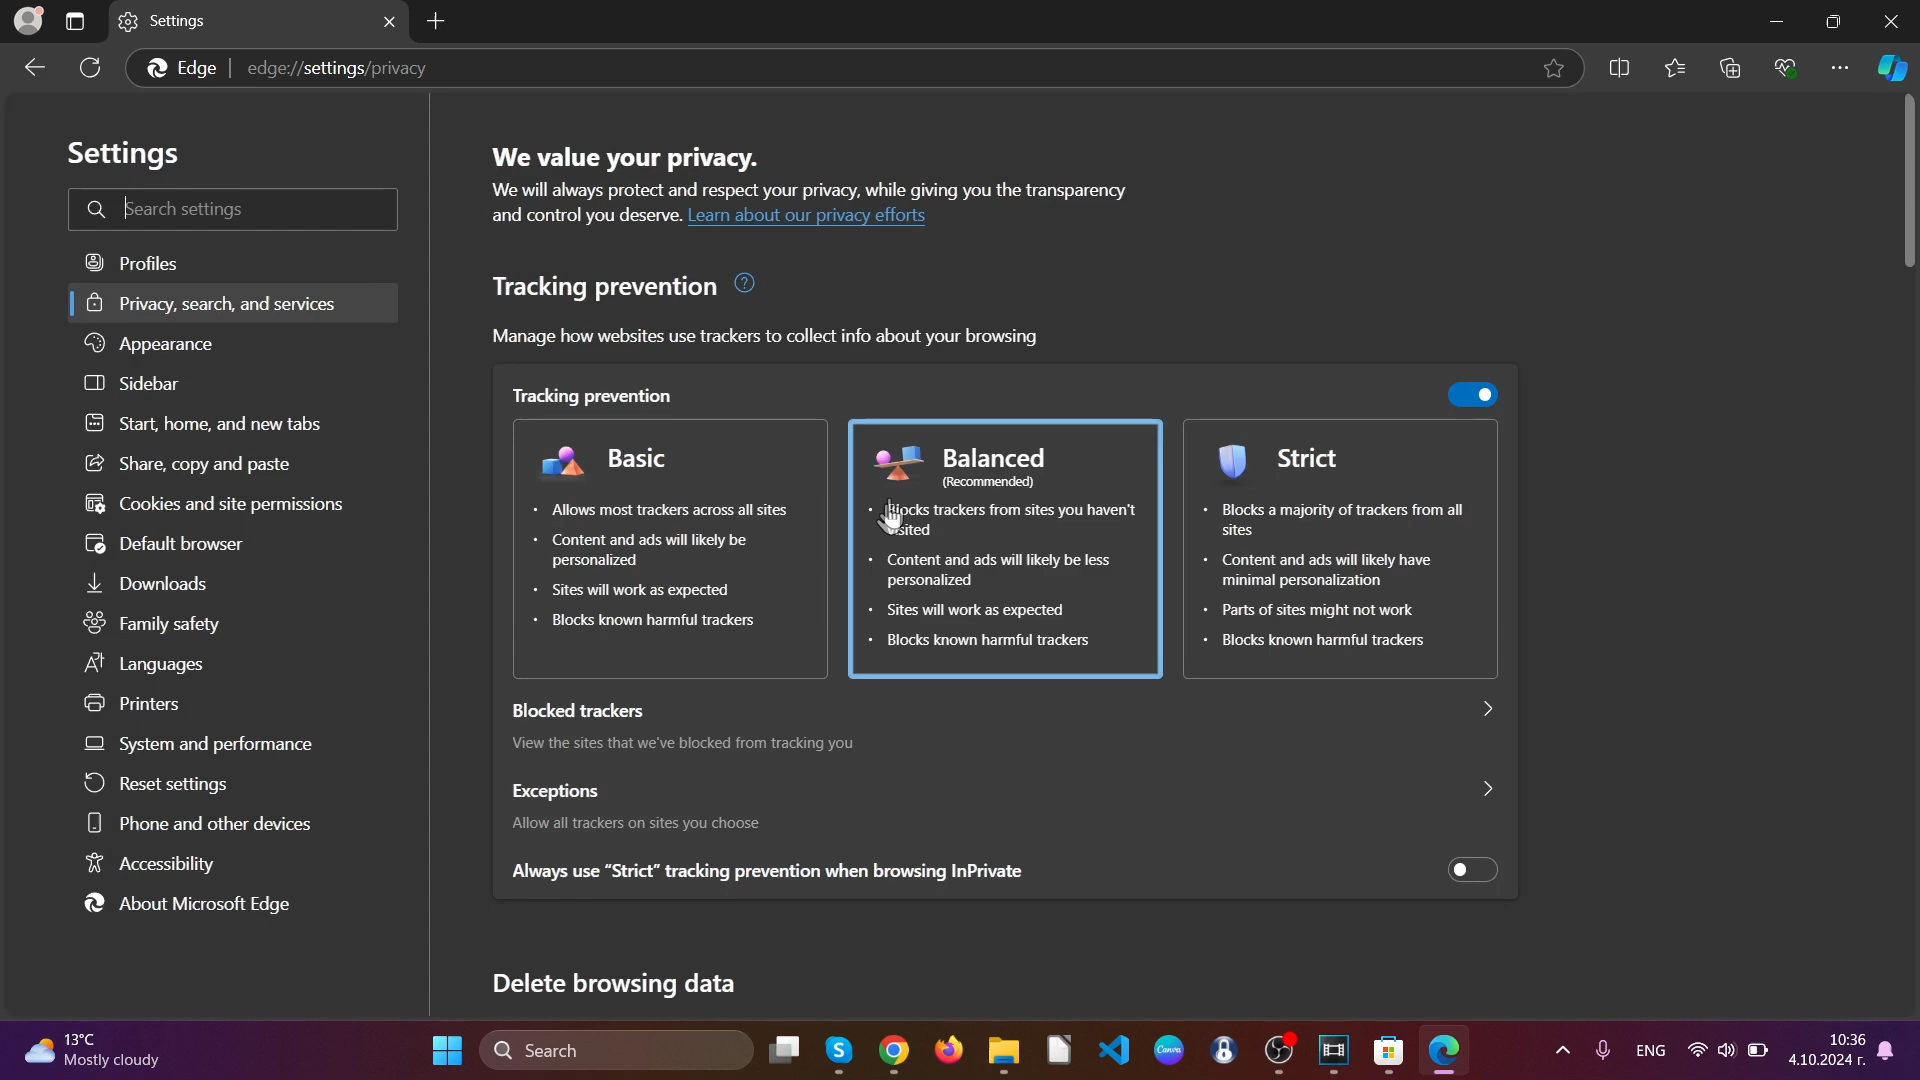 Settings
Edge
edge://settings/privacy
Settings
Search settings
Profiles
Privacy, search, and services
Appearance
Sidebar
Start, home, and new tabs
Share, copy and paste
Cookies and site permissions
Default browser
Downloads
Family safety
Languages
Printers
System and performance
Reset settings
Phone and other devices
Accessibility
About Microsoft Edge
We value your privacy.
We will always protect and respect your privacy, while giving you the transparency
and control you deserve. Learn about our privacy efforts
Tracking prevention
Manage how websites use trackers to collect info about your browsing
Tracking prevention
Basic
• Allows most trackers across all sites
• Content and ads will likely be
personalized
• Sites will work as expected
• Blocks known harmful trackers
Balanced
(Recommended)
• Blocks trackers from sites you haven't
visited
• Content and ads will likely be less
personalized
• Sites will work as expected
• Blocks known harmful trackers
Strict
• Blocks a majority of trackers from all
sites
• Content and ads will likely have
minimal personalization
• Parts of sites might not work
• Blocks known harmful trackers
Blocked trackers
View the sites that we've blocked from tracking you
Exceptions
Allow all trackers on sites you choose
Always use “Strict” tracking prevention when browsing InPrivate
Delete browsing data
13°C
Mostly cloudy
Search
Canva
ENG
10:36
4.10.2024 г.